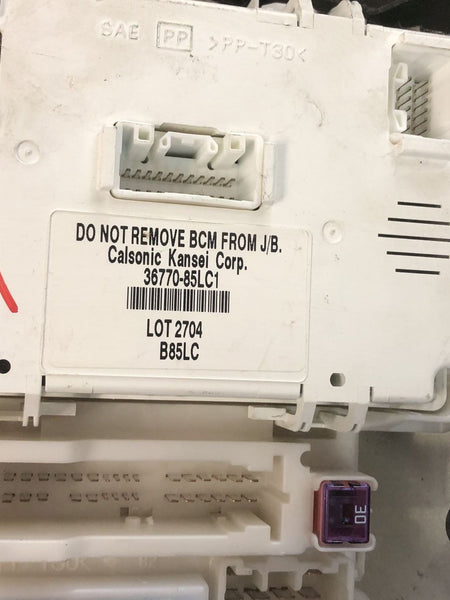 SAE PP >PP-T30<
DO NOT REMOVE BCM FROM J/B.
Calsonic Kansei Corp.
36770-85LC1
LOT 2704
B85LC
30